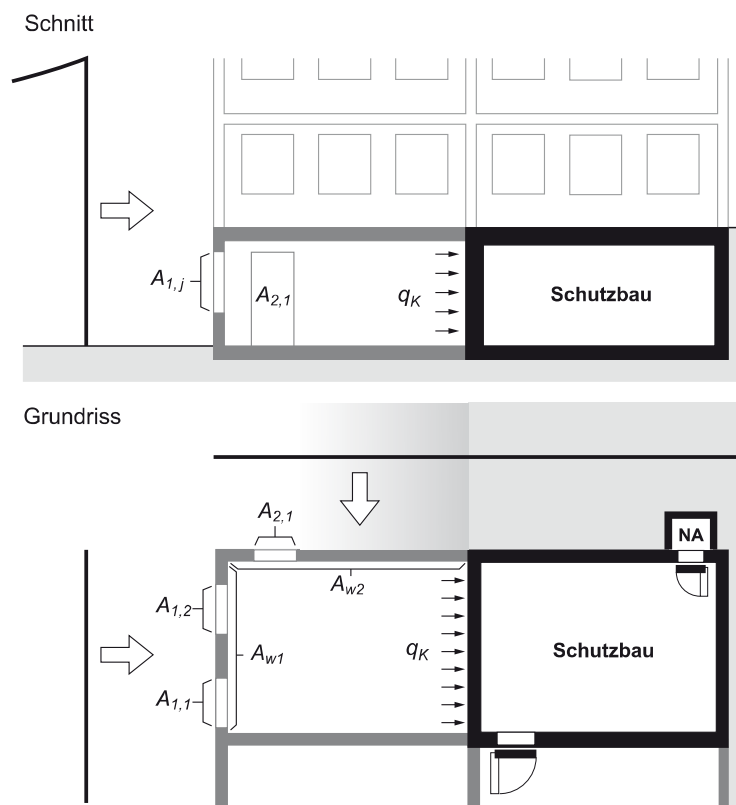 Schnitt
A1,j
A2,1
qK
Schutzbau
Grundriss
A2,1
NA
Aw2
A1,2
qK
Schutzbau
Aw1
A1,1